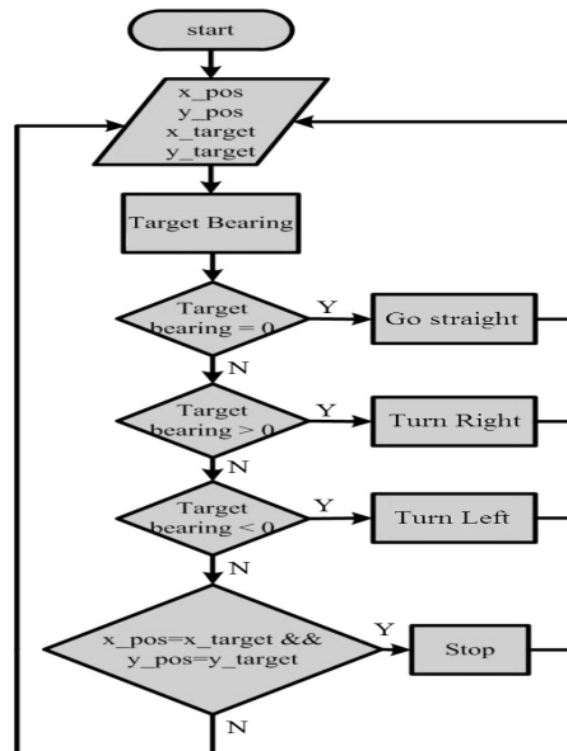 start
x_pos
y_pos
x_target
y_target
Target Bearing
Target
bearing = 0
Y
Go straight
N
Target
bearing > 0
Y
Turn Right
N
Target
bearing < 0
Y
Turn Left
N
x_pos=x_target &&
y_pos=y_target
Y
Stop
N